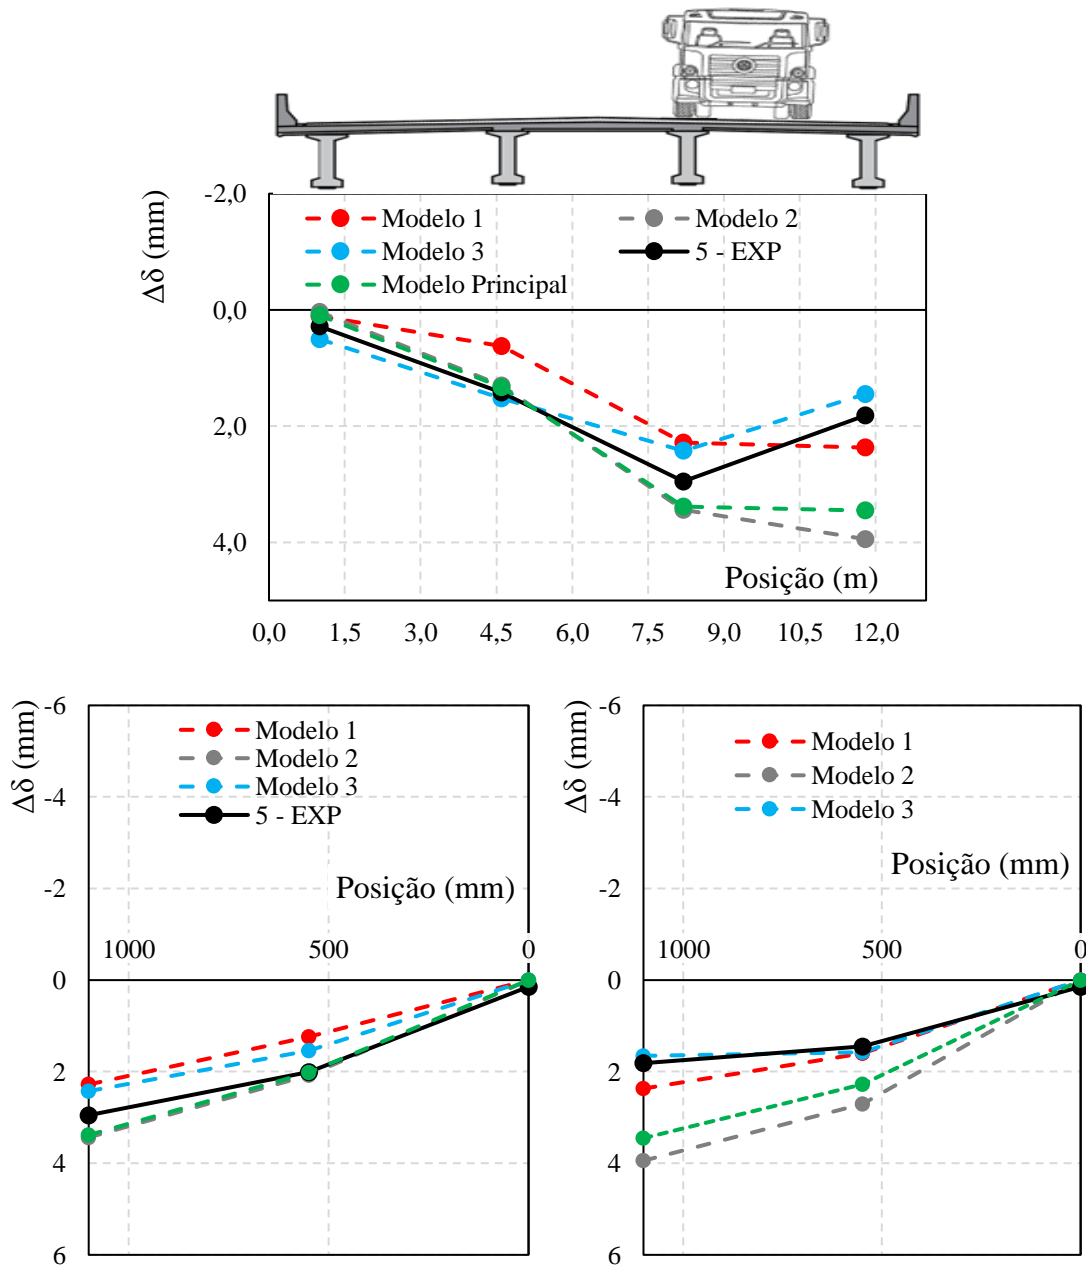 -2,0
Δδ (mm)
Modelo 1
Modelo 2
Modelo 3
5 - EXP
Modelo Principal
0,0
2,0
4,0
Posição (m)
0,0 1,5 3,0 4,5 6,0 7,5 9,0 10,5 12,0
-6
Δδ (mm)
Modelo 1
Modelo 2
Modelo 3
5 - EXP
-4
-2
Posição (mm)
1000 500 0
0
2
4
6
-6
Δδ (mm)
Modelo 1
Modelo 2
Modelo 3
-4
Posição (mm)
-2
1000 500 0
0
2
4
6